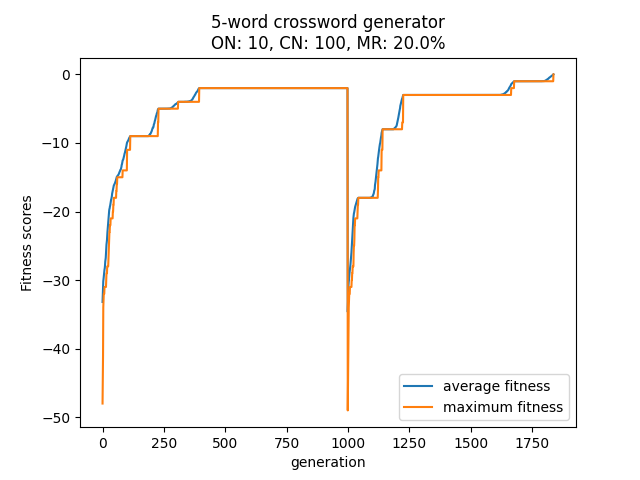 5-word crossword generator
ON: 10, CN: 100, MR: 20.0%
0
−10
−20
−30
−40
−50
Fitness scores
average fitness
maximum fitness
0 250 500 750 1000 1250 1500 1750
generation